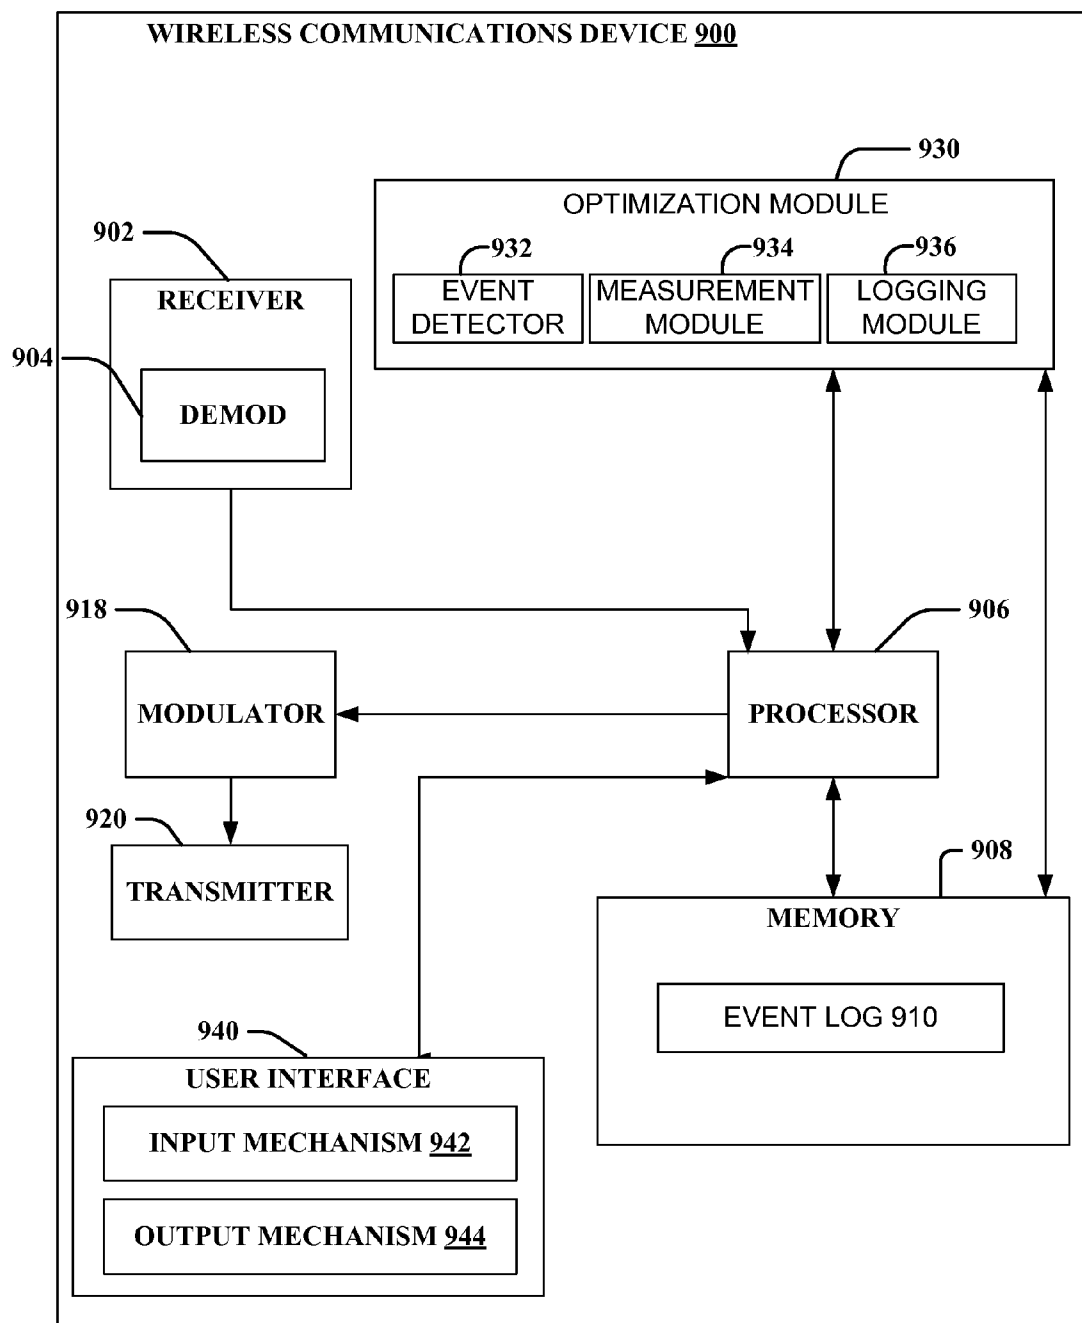 WIRELESS COMMUNICATIONS DEVICE 900
930
OPTIMIZATION MODULE
932
934
936
EVENT
DETECTOR
MEASUREMENT
MODULE
LOGGING
MODULE
902
RECEIVER
904
DEMOD
918
MODULATOR
906
PROCESSOR
920
TRANSMITTER
908
MEMORY
EVENT LOG 910
940
USER INTERFACE
INPUT MECHANISM 942
OUTPUT MECHANISM 944